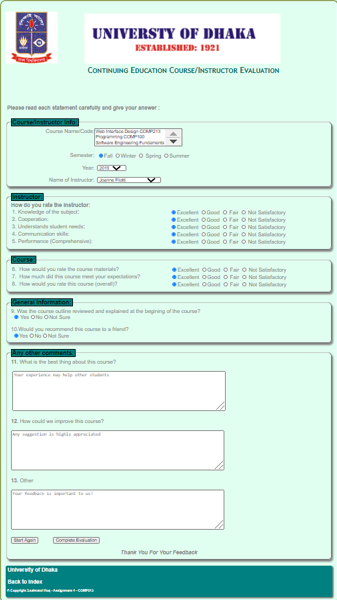 UNIVERSTY OF DHAKA
ESTABLISHED: 1921
Continuing Education Course/Instructor Evaluation
Please read each statement carefully and give your answer :
Course/Instructor Info:
Course Name/Code: Web Interface Design COMP213
Programming COMP100
Software Engineering Fundamentals
Semester: Fall Winter Spring Summer
Year: 2015
Name of Instructor:
Instructor:
How do you rate the instructor:
1. Knowledge of the subject: Excellent Good Fair Not Satisfactory
2. Cooperation: Excellent Good Fair Not Satisfactory
3. Understands student needs: Excellent Good Fair Not Satisfactory
4. Communication skills: Excellent Good Fair Not Satisfactory
5. Performance (Comprehensive): Excellent Good Fair Not Satisfactory
Course
6. How would you rate the course materials? Excellent Good Fair Not Satisfactory
7. How much did this course meet your expectations? Excellent Good Fair Not Satisfactory
8. How would you rate this course (overall)? Excellent Good Fair Not Satisfactory
General Information
9. Was the course outline reviewed and explained at the begining of the course?
Yes No Not Sure
10.Would you recommend this course to a friend?
Yes No Not Sure
Any other comments
11. What is the best thing about this course?
Your experience may help other students
12. How could we improve this course?
Any suggestion is highly appreciated
13. Other
Your feedback is important to us!
Start Again Complete Evaluation
Thank You For Your Feedback
University of Dhaka
Back to Index
© Copyright - Assignment 4 - COMP213